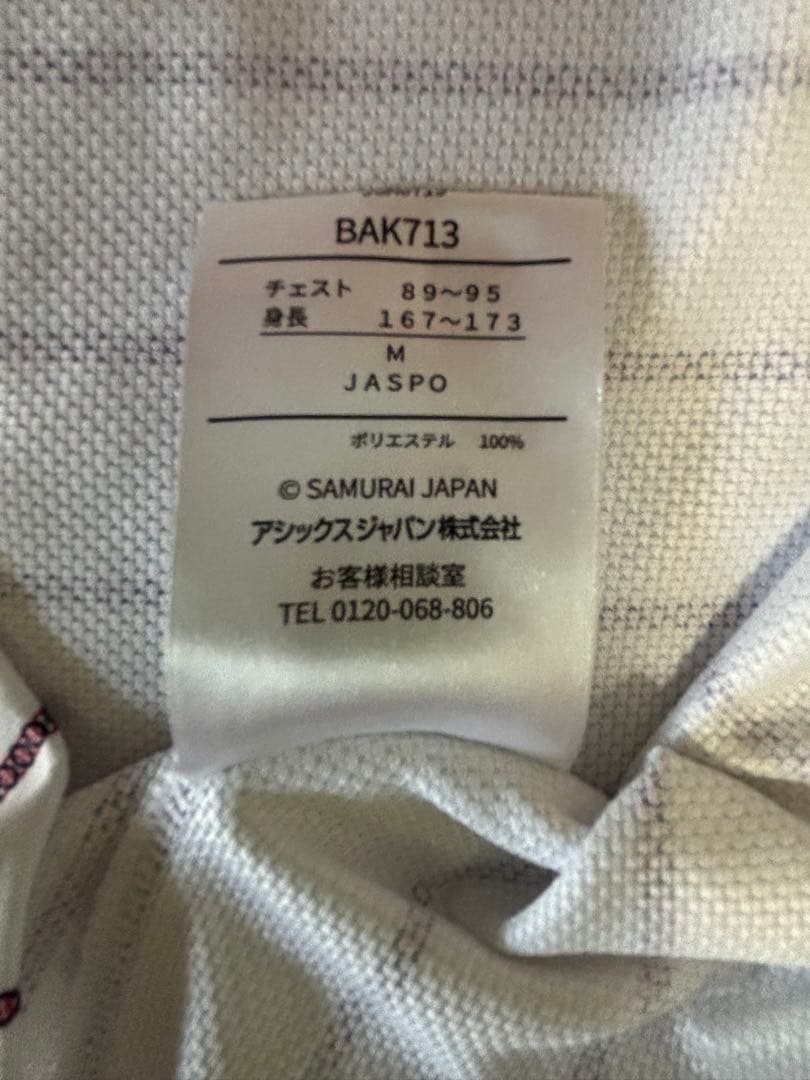 BAK713
チェスト 89〜95
身長 167〜173
M
JASPO
ポリエステル 100%
© SAMURAI JAPAN
アシックスジャパン株式会社
お客様相談室
TEL 0120-068-806